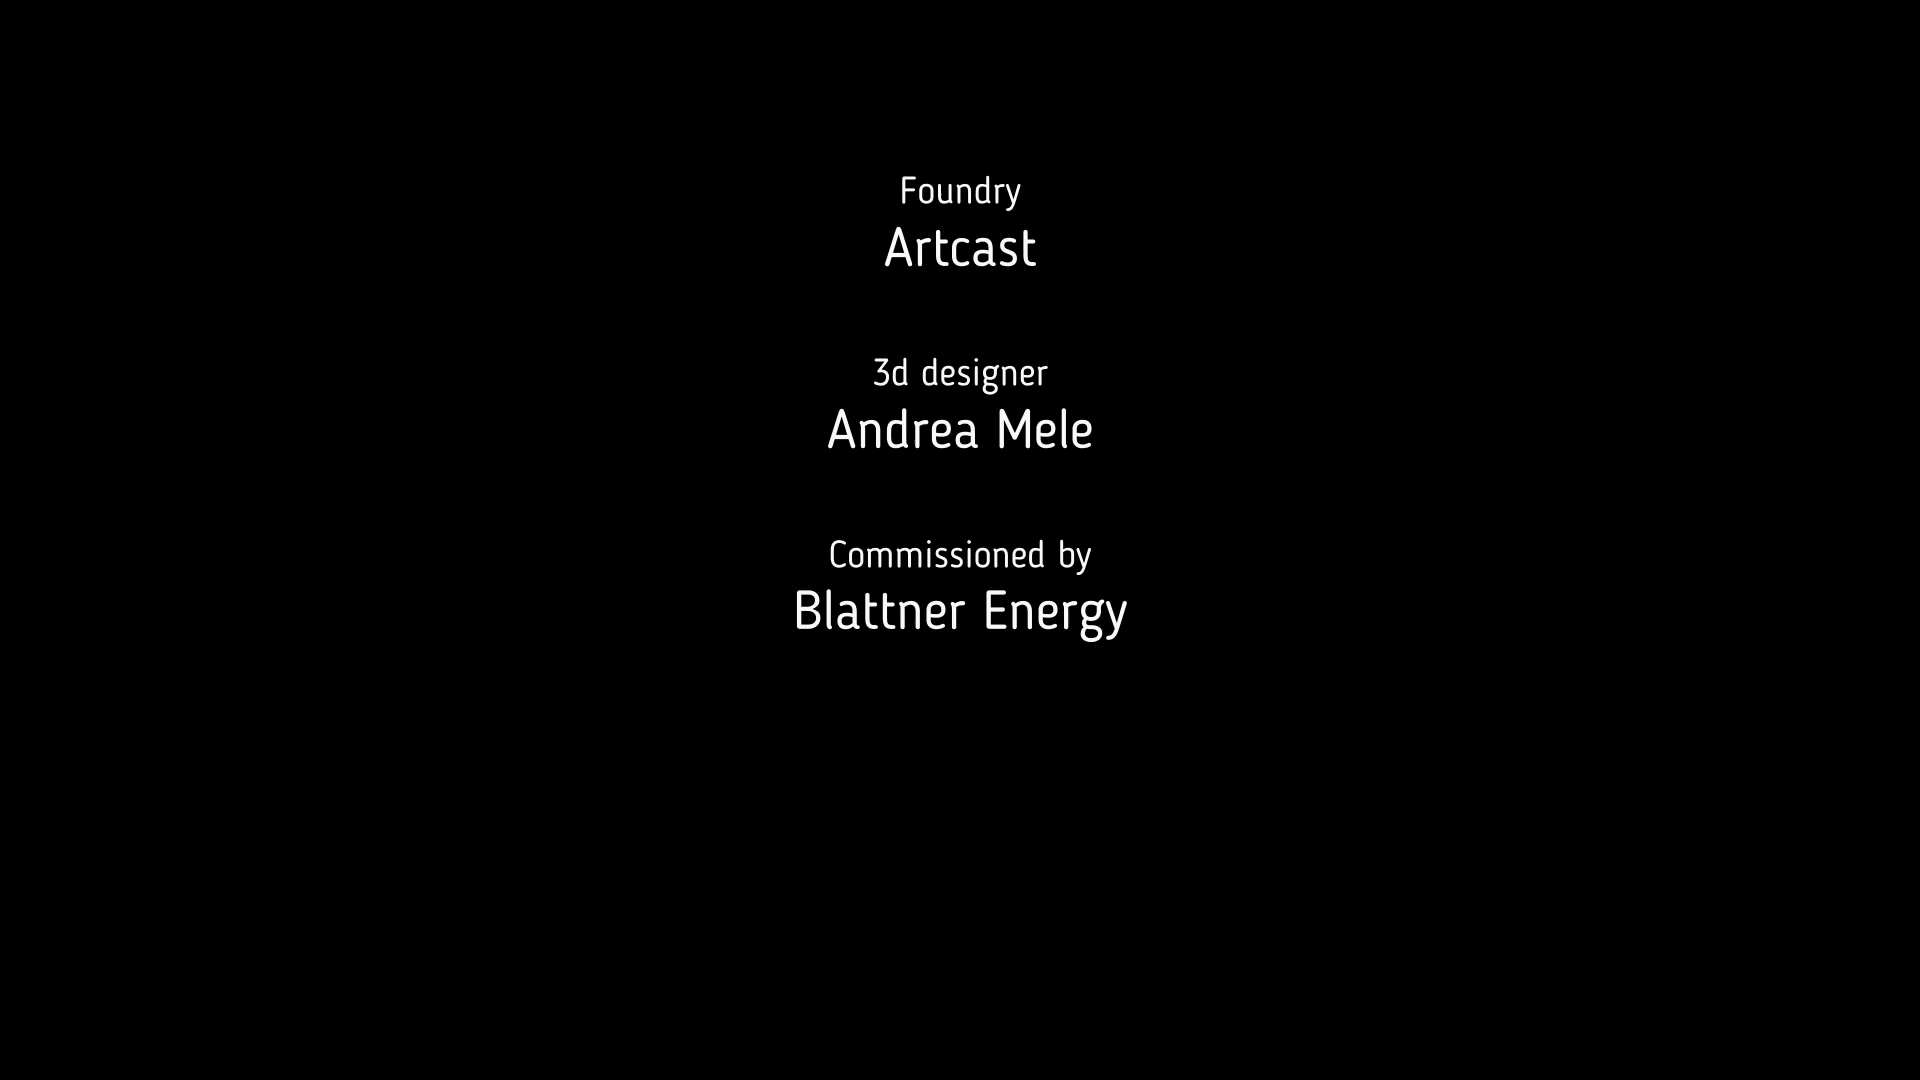 Foundry
Artcast
3d designer
Andrea Mele
Commissioned by
Blattner Energy